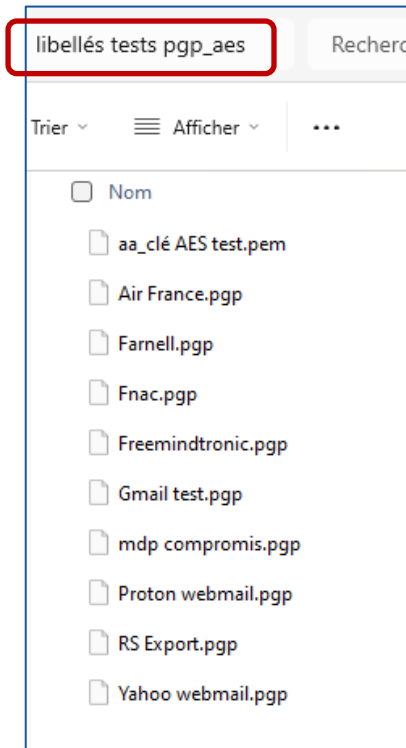 libellés tests pgp_aes
Recherc
Trier
Afficher
Nom
aa_clé AES test.pem
Air France.pgp
Farnell.pgp
Fnac.pgp
Freemindtronic.pgp
Gmail test.pgp
mdp compromis.pgp
Proton webmail.pgp
RS Export.pgp
Yahoo webmail.pgp